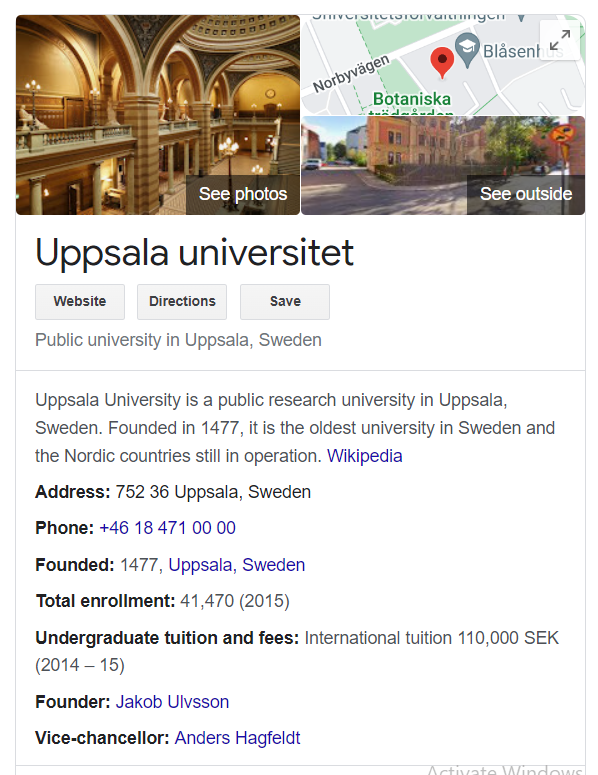 Universitetsförvaltningen
Blåsenhus
Norbyvägen
Botaniska
trädgården
See photos
See outside
Uppsala universitet
Website
Directions
Save
Public university in Uppsala, Sweden
Uppsala University is a public research university in Uppsala,
Sweden. Founded in 1477, it is the oldest university in Sweden and
the Nordic countries still in operation. Wikipedia
Address: 752 36 Uppsala, Sweden
Phone: +46 18 471 00 00
Founded: 1477, Uppsala, Sweden
Total enrollment: 41,470 (2015)
Undergraduate tuition and fees: International tuition 110,000 SEK
(2014 – 15)
Founder: Jakob Ulvsson
Vice-chancellor: Anders Hagfeldt
Activate Windows